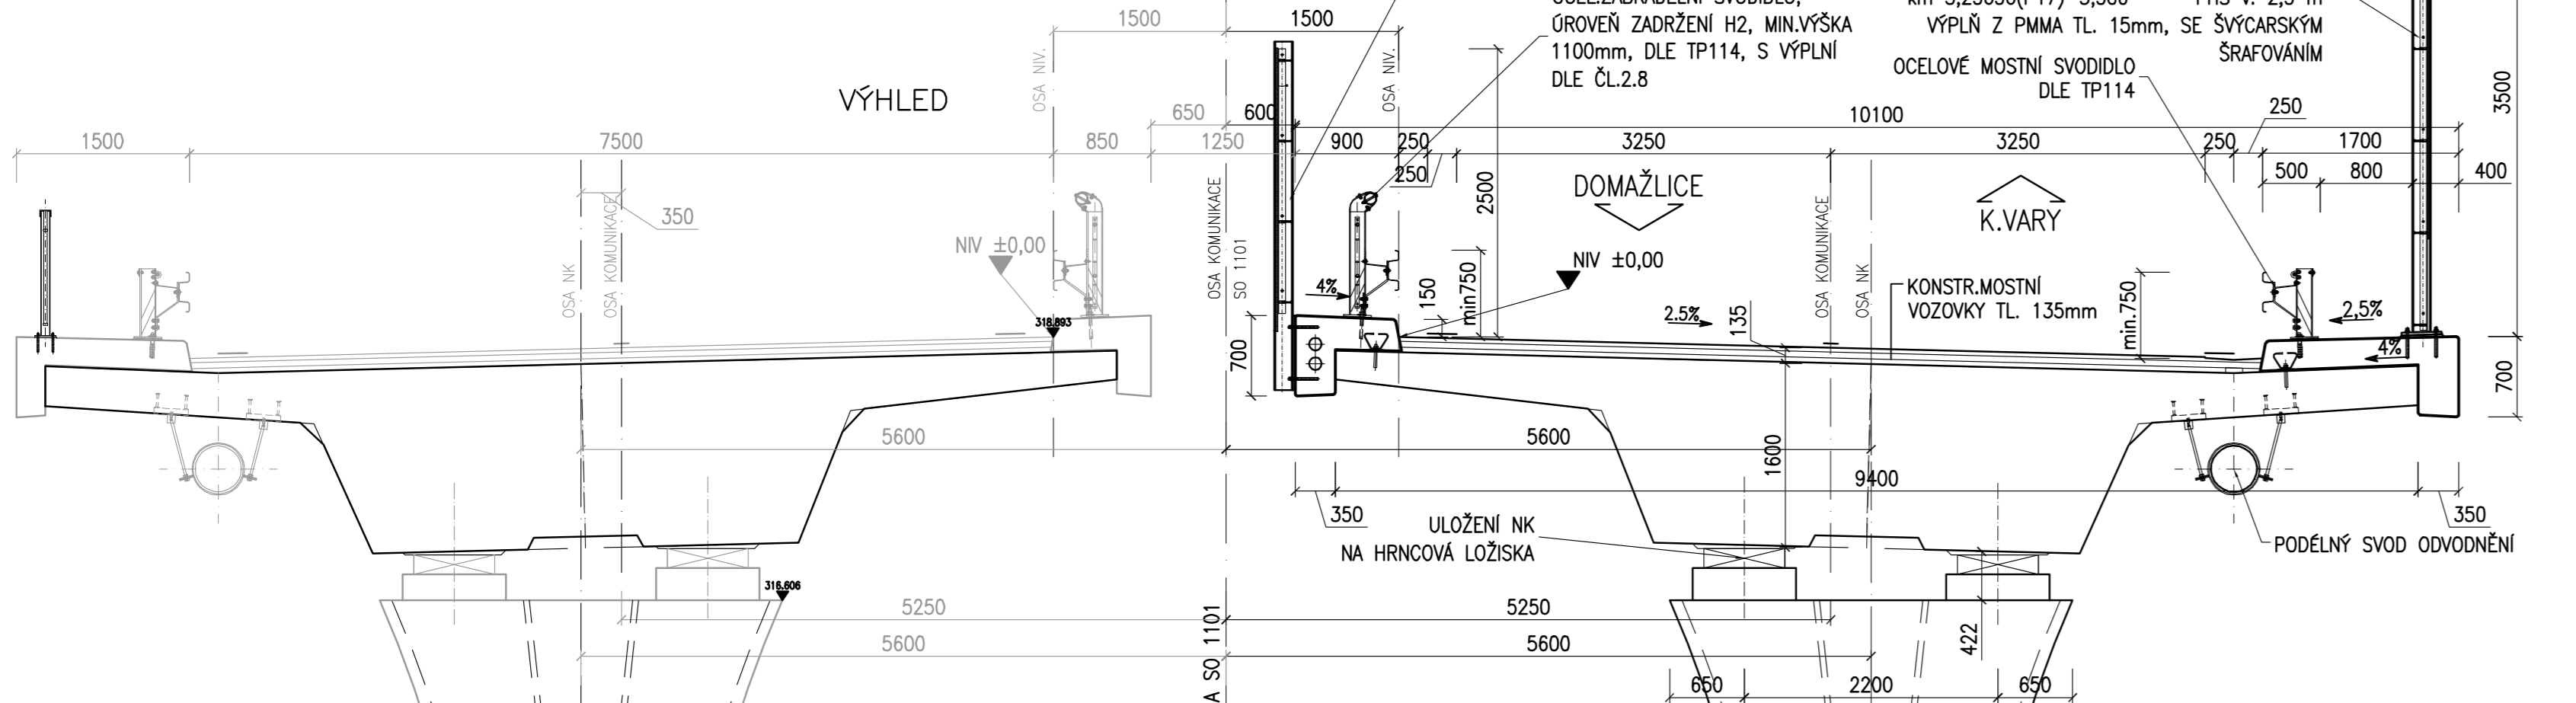 1500
1500
OCEL.ZÁBRADELNÍ SVODIDLO,
ÚROVEŇ ZADRŽENÍ H2, MIN.VÝŠKA
1100mm, DLE TP114, S VÝPLNÍ
DLE ČL.2.8
VÝPLŇ Z PMMA TL. 15mm, SE ŠVÝCARSKÝM
ŠRAFOVÁNÍM
OCELOVÉ MOSTNÍ SVODIDLO
DLE TP114
OSA NIV.
OSA NIV.
VÝHLED
650
600
10100
250
3500
1500
7500
850
1250
900
250
3250
3250
250
1700
250
500
800
400
350
2500
DOMAŽLICE
K.VARY
OSA NK
OSA KOMUNIKACE
OSA KOMUNIKACE
SO 1101
OSA KOMUNIKACE
OSA NK
NIV ±0,00
NIV ±0,00
4%
150
min750
2.5%
135
KONSTR.MOSTNÍ
VOZOVKY TL. 135mm
min.750
2,5%
4%
318.893
700
700
5600
5600
1600
9400
350
350
ULOŽENÍ NK
NA HRNCOVÁ LOŽISKA
PODÉLNÝ SVOD ODVODNĚNÍ
316.606
5250
5250
A SO 1101
5600
5600
422
650
2200
650